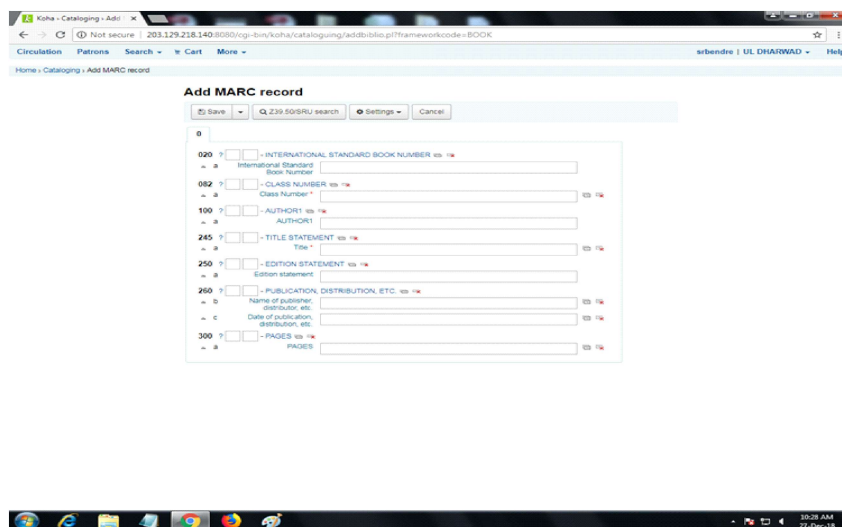 Koha › Cataloging › Add
Not secure | 203.129.218.140:8080/cgi-bin/koha/cataloguing/addbiblio.pl?frameworkcode=BOOK
Circulation Patrons Search Cart More srbendre | UL DHARWAD Help
Home › Cataloging › Add MARC record
Add MARC record
Save Z39.50/SRU search Settings Cancel
0
020 ? - INTERNATIONAL STANDARD BOOK NUMBER
a International Standard
Book Number
082 ? - CLASS NUMBER
a Class Number *
100 ? - AUTHOR1
a AUTHOR1
245 ? - TITLE STATEMENT
a Title *
250 ? - EDITION STATEMENT
a Edition statement
260 ? - PUBLICATION, DISTRIBUTION, ETC.
b Name of publisher,
distributor, etc.
c Date of publication,
distribution, etc.
300 ? - PAGES
a PAGES
10:28 AM
27-Dec-18